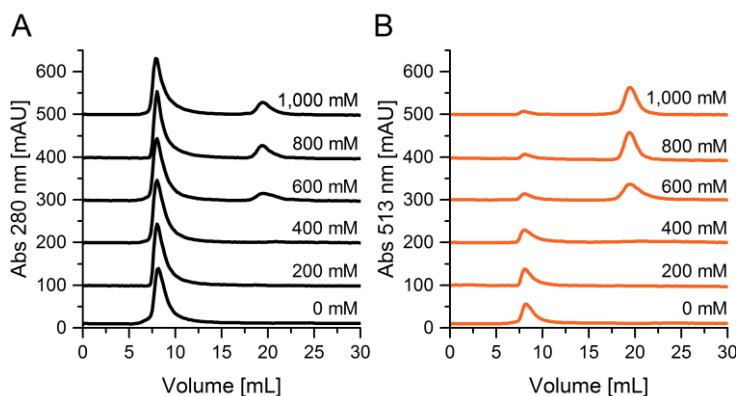 A
Abs 280 nm [mAU]
600
500
400
300
200
100
0
1,000 mM
800 mM
600 mM
400 mM
200 mM
0 mM
0 5 10 15 20 25 30
Volume [mL]
B
Abs 513 nm [mAU]
600
500
400
300
200
100
0
1,000 mM
800 mM
600 mM
400 mM
200 mM
0 mM
0 5 10 15 20 25 30
Volume [mL]